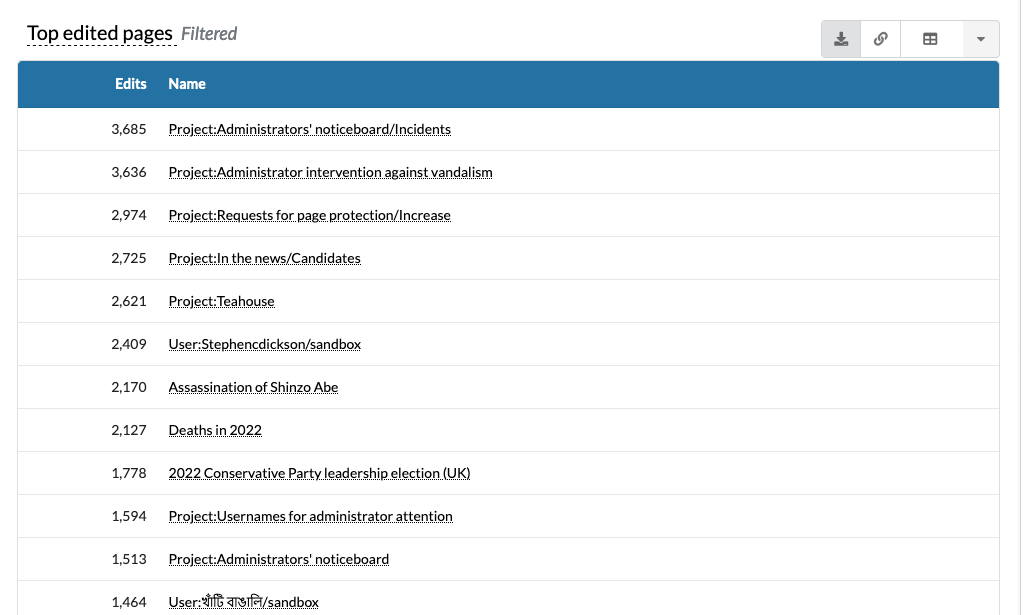 Top edited pages Filtered
Edits Name
3,685 Project:Administrators' noticeboard/Incidents
3,636 Project:Administrator intervention against vandalism
2,974 Project:Requests for page protection/Increase
2,725 Project:In the news/Candidates
2,621 Project:Teahouse
2,409 User:Stephencdickson/sandbox
2,170 Assassination of Shinzo Abe
2,127 Deaths in 2022
1,778 2022 Conservative Party leadership election (UK)
1,594 Project:Usernames for administrator attention
1,513 Project:Administrators' noticeboard
1,464 User:খাঁটি বাঙালি/sandbox